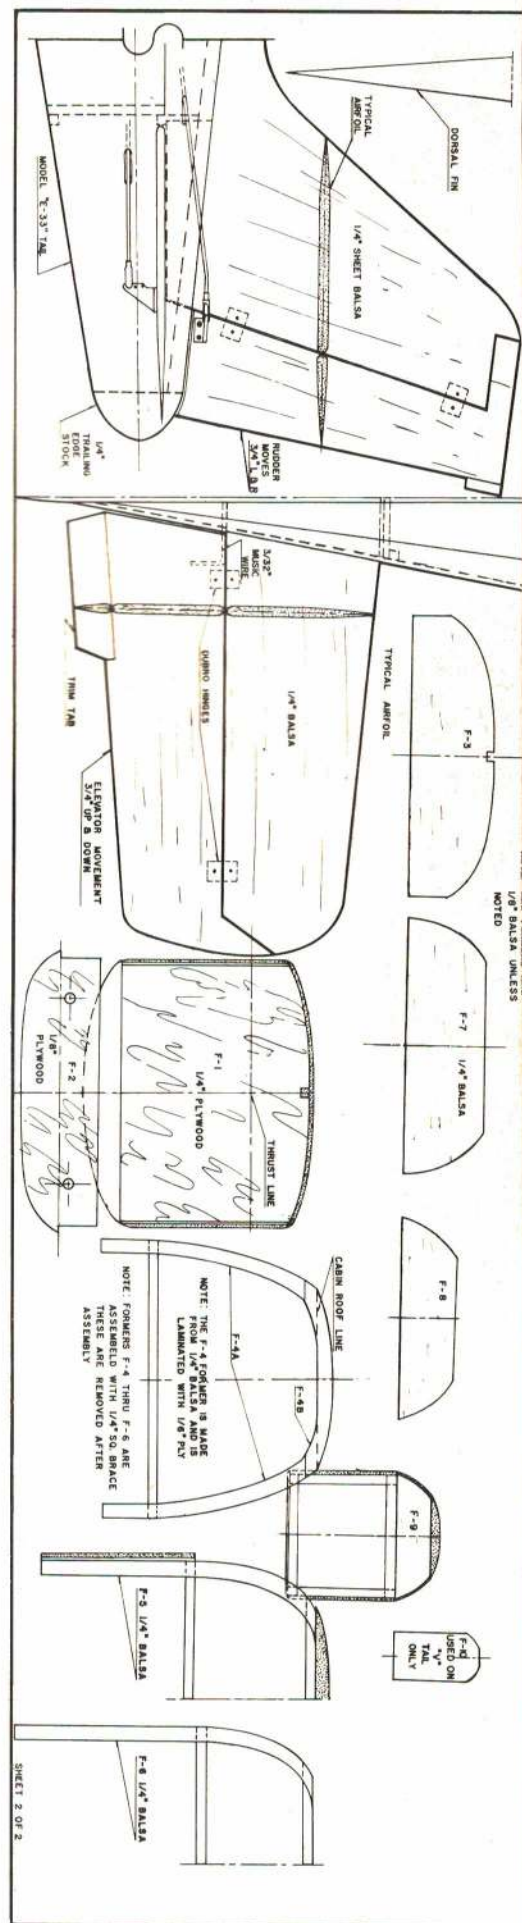 DORSAL FIN
TYPICAL
AIRFOIL
1/4" SHEET BALSA
MODEL "E-33" TAIL
1/4"
TRAILING
EDGE
STOCK
RUDDER
MOVES
3/4" L & R
3/32"
MUSIC
WIRE
DUBRO HINGES
1/4" BALSA
TYPICAL AIRFOIL
TRIM TAB
ELEVATOR MOVEMENT
3/4" UP & DOWN
F-3
1/8" BALSA UNLESS
NOTED
F-7
1/4" BALSA
F-1
1/4" PLYWOOD
THRUST LINE
F-2
1/8"
PLYWOOD
F-8
CABIN ROOF LINE
F-4A
F-4B
NOTE: THE F-4 FORMER IS MADE
FROM 1/4" BALSA AND IS
LAMINATED WITH 1/6" PLY
NOTE: FORMERS F-4 THRU F-6 ARE
ASSEMBELD WITH 1/4" SQ. BRACE
THESE ARE REMOVED AFTER
ASSEMBLY
F-9
F-10
USED ON
"V"
TAIL
ONLY
F-5 1/4" BALSA
F-6 1/4" BALSA
SHEET 2 OF 2